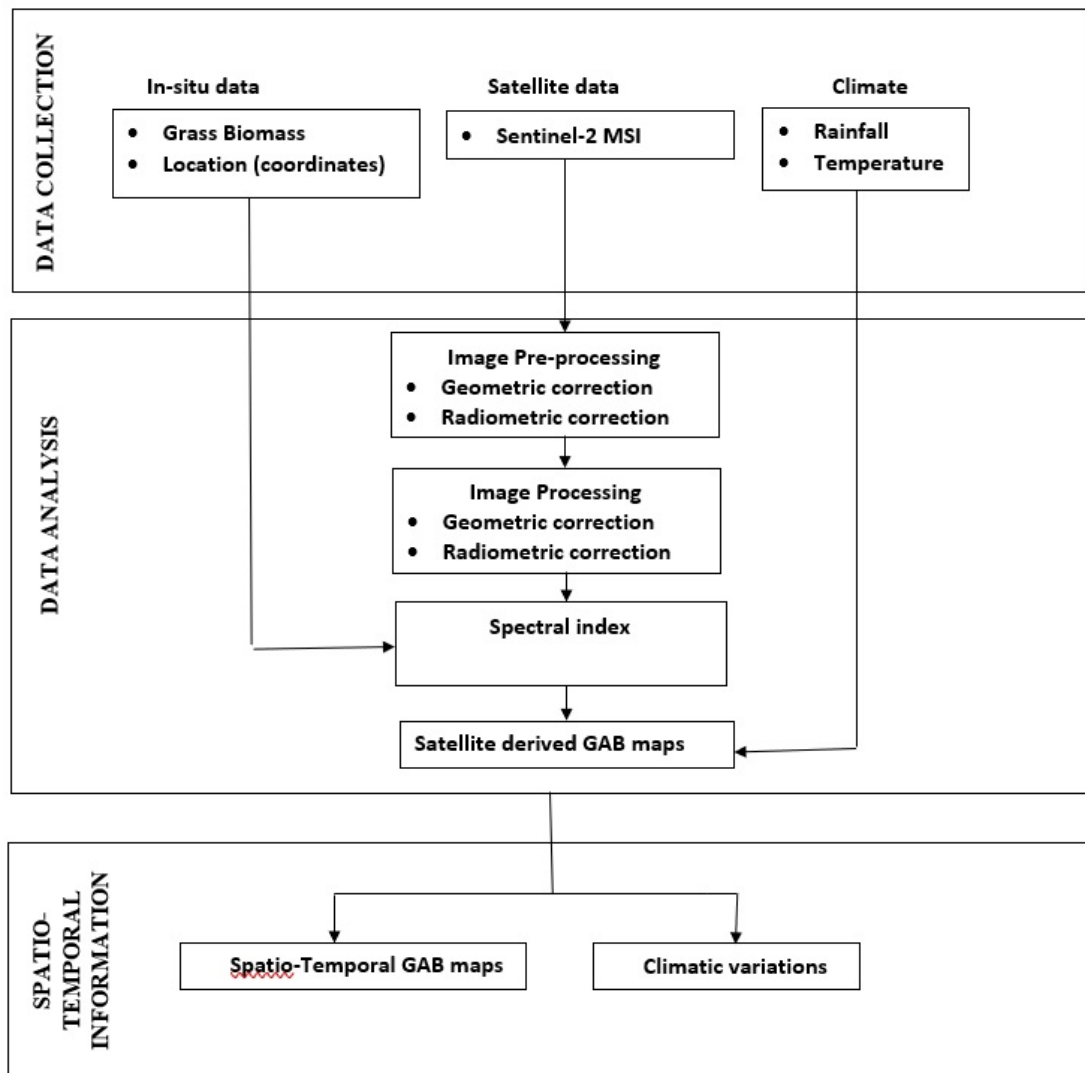 DATA COLLECTION
In-situ data
• Grass Biomass
• Location (coordinates)
Satellite data
• Sentinel-2 MSI
Climate
• Rainfall
• Temperature
DATA ANALYSIS
Image Pre-processing
• Geometric correction
• Radiometric correction
Image Processing
• Geometric correction
• Radiometric correction
Spectral index
Satellite derived GAB maps
SPATIO-
TEMPORAL
INFORMATION
Spatio-Temporal GAB maps
Climatic variations